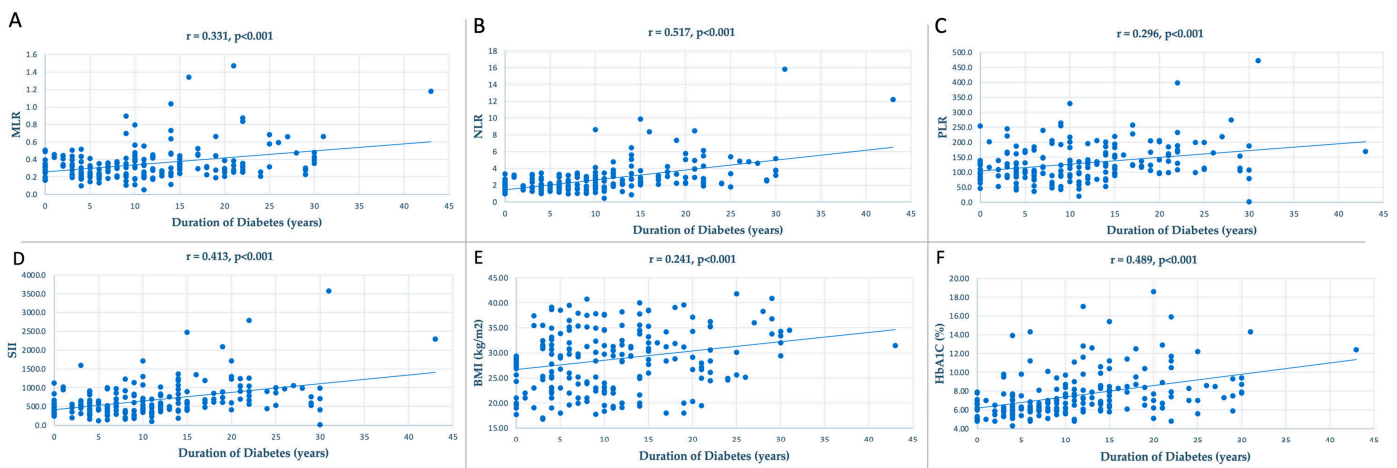 A
r = 0.331, p<0.001
MLR
1.6
1.4
1.2
1.0
0.8
0.6
0.4
0.2
0.0
0 5 10 15 20 25 30 35 40 45
Duration of Diabetes (years)
B
r = 0.517, p<0.001
NLR
18
16
14
12
10
8
6
4
2
0
0 5 10 15 20 25 30 35 40 45
Duration of Diabetes (years)
C
r = 0.296, p<0.001
PLR
500.0
450.0
400.0
350.0
300.0
250.0
200.0
150.0
100.0
50.0
0.0
0 5 10 15 20 25 30 35 40 45
Duration of Diabetes (years)
D
r = 0.413, p<0.001
SII
4000.0
3500.0
3000.0
2500.0
2000.0
1500.0
1000.0
500.0
0.0
0 5 10 15 20 25 30 35 40 45
Duration of Diabetes (years)
E
r = 0.241, p<0.001
BMI (kg/m2)
45.00
40.00
35.00
30.00
25.00
20.00
15.00
0 5 10 15 20 25 30 35 40 45
Duration of Diabetes (years)
F
r = 0.489, p<0.001
HbA1C (%)
20.00
18.00
16.00
14.00
12.00
10.00
8.00
6.00
4.00
0 5 10 15 20 25 30 35 40 45
Duration of Diabetes (years)